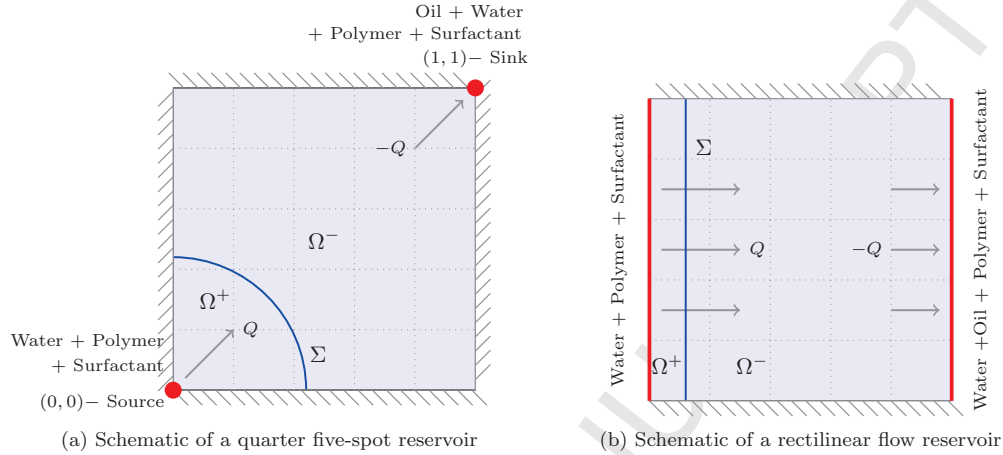 Oil + Water
+ Polymer + Surfactant
(1, 1)− Sink
−Q
Ω−
Ω+
Q
Σ
Water + Polymer
+ Surfactant
(0, 0)− Source
(a) Schematic of a quarter five-spot reservoir
Water + Polymer + Surfactant
Σ
Q
−Q
Ω+
Ω−
Water +Oil + Polymer + Surfactant
(b) Schematic of a rectilinear flow reservoir